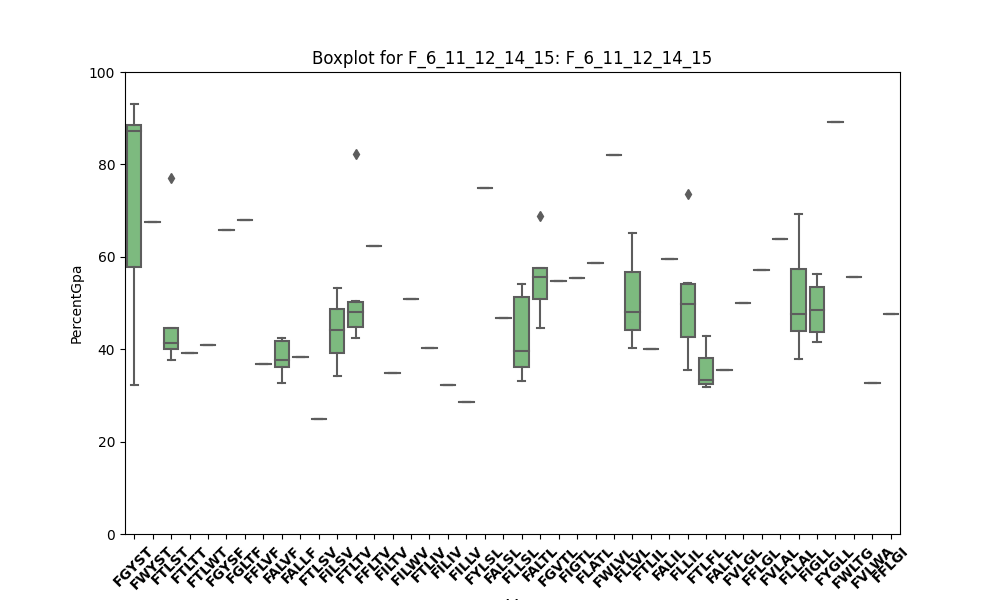 Boxplot for F_6_11_12_14_15: F_6_11_12_14_15
PercentGpa
100
80
60
40
20
0
FGYST FWYST FTLST FTLTT FTLWT FGYSF FGLTF FFLVF FALVF FALLF FTLSV FILSV FTLTV FFLTV FILTV FILWV FTLIV FILIV FILLV FYLSL FALSL FLLSL FALTL FGVTL FIGTL FLATL FWLVL FLLVL FTLIL FALIL FLLIL FTLFL FALFL FVLGL FFLGL FVLAL FLLAL FIGLL FYGLL FWLTG FVLWA FFLGI